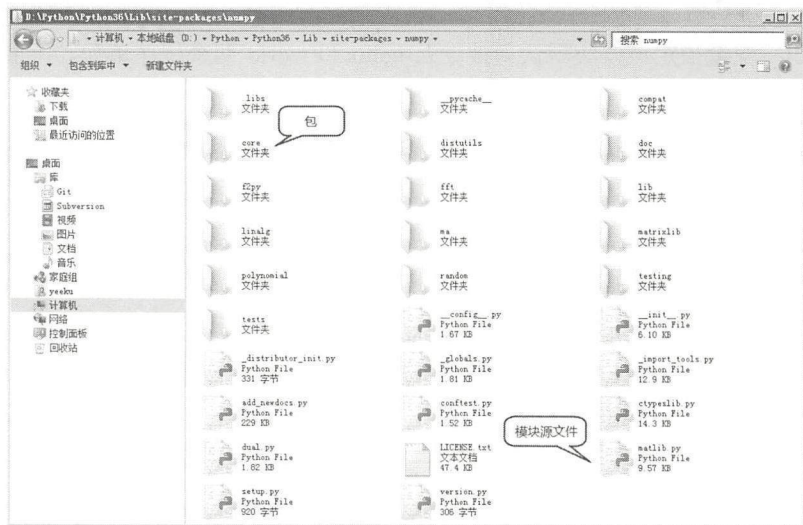 D:\Python\Python36\Lib\site-packages\numpy
计算机 本地磁盘 (D:) Python Python36 Lib site-packages numpy
搜索 numpy
组织 包含到库中 新建文件夹
收藏夹
下载
桌面
最近访问的位置
桌面
库
Git
Subversion
视频
图片
文档
音乐
家庭组
yeeku
计算机
网络
控制面板
回收站
.libs
文件夹
__pycache__
文件夹
compat
文件夹
包
core
文件夹
distutils
文件夹
doc
文件夹
f2py
文件夹
fft
文件夹
lib
文件夹
linalg
文件夹
ma
文件夹
matrixlib
文件夹
polynomial
文件夹
random
文件夹
testing
文件夹
tests
文件夹
__config__.py
Python File
1.67 KB
__init__.py
Python File
6.10 KB
_distributor_init.py
Python File
331 字节
_globals.py
Python File
1.81 KB
_import_tools.py
Python File
12.9 KB
add_newdocs.py
Python File
229 KB
conftest.py
Python File
1.52 KB
ctypeslib.py
Python File
14.3 KB
模块源文件
dual.py
Python File
1.82 KB
LICENSE.txt
文本文档
47.4 KB
matlib.py
Python File
9.57 KB
setup.py
Python File
920 字节
version.py
Python File
306 字节